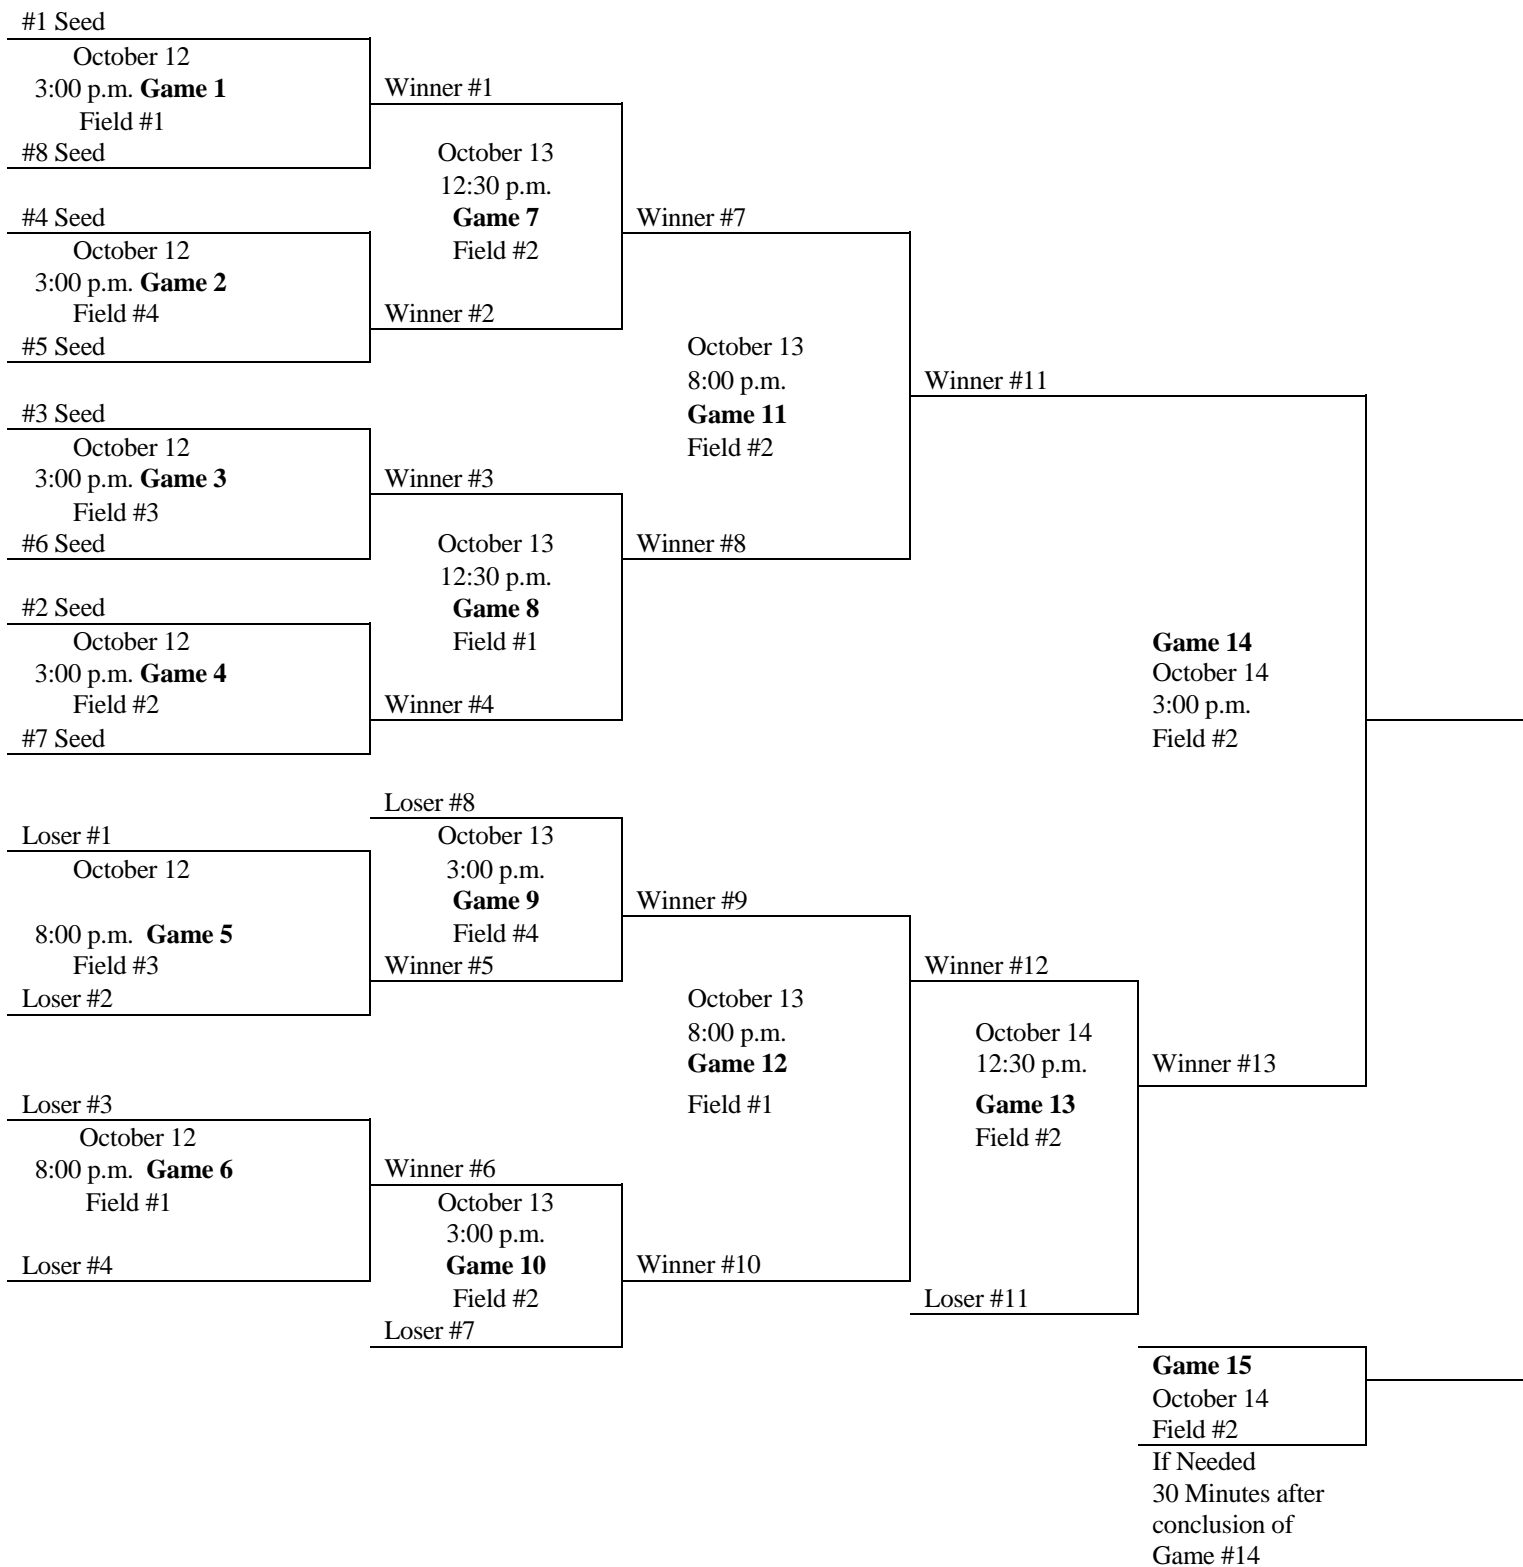 #1 Seed
October 12
3:00 p.m. Game 1
Field #1
#8 Seed
#4 Seed
October 12
3:00 p.m. Game 2
Field #4
#5 Seed
#3 Seed
October 12
3:00 p.m. Game 3
Field #3
#6 Seed
#2 Seed
October 12
3:00 p.m. Game 4
Field #2
#7 Seed
Loser #1
October 12
8:00 p.m. Game 5
Field #3
Loser #2
Loser #3
October 12
8:00 p.m. Game 6
Field #1
Loser #4
Winner #1
October 13
12:30 p.m.
Game 7
Field #2
Winner #2
Winner #3
October 13
12:30 p.m.
Game 8
Field #1
Winner #4
Loser #8
October 13
3:00 p.m.
Game 9
Field #4
Winner #5
Winner #6
October 13
3:00 p.m.
Game 10
Field #2
Loser #7
Winner #7
October 13
8:00 p.m.
Game 11
Field #2
Winner #8
Winner #9
October 13
8:00 p.m.
Game 12
Field #1
Winner #10
Winner #11
Winner #12
October 14
12:30 p.m.
Game 13
Field #2
Loser #11
Game 14
October 14
3:00 p.m.
Field #2
Winner #13
Game 15
October 14
Field #2
If Needed
30 Minutes after
conclusion of
Game #14